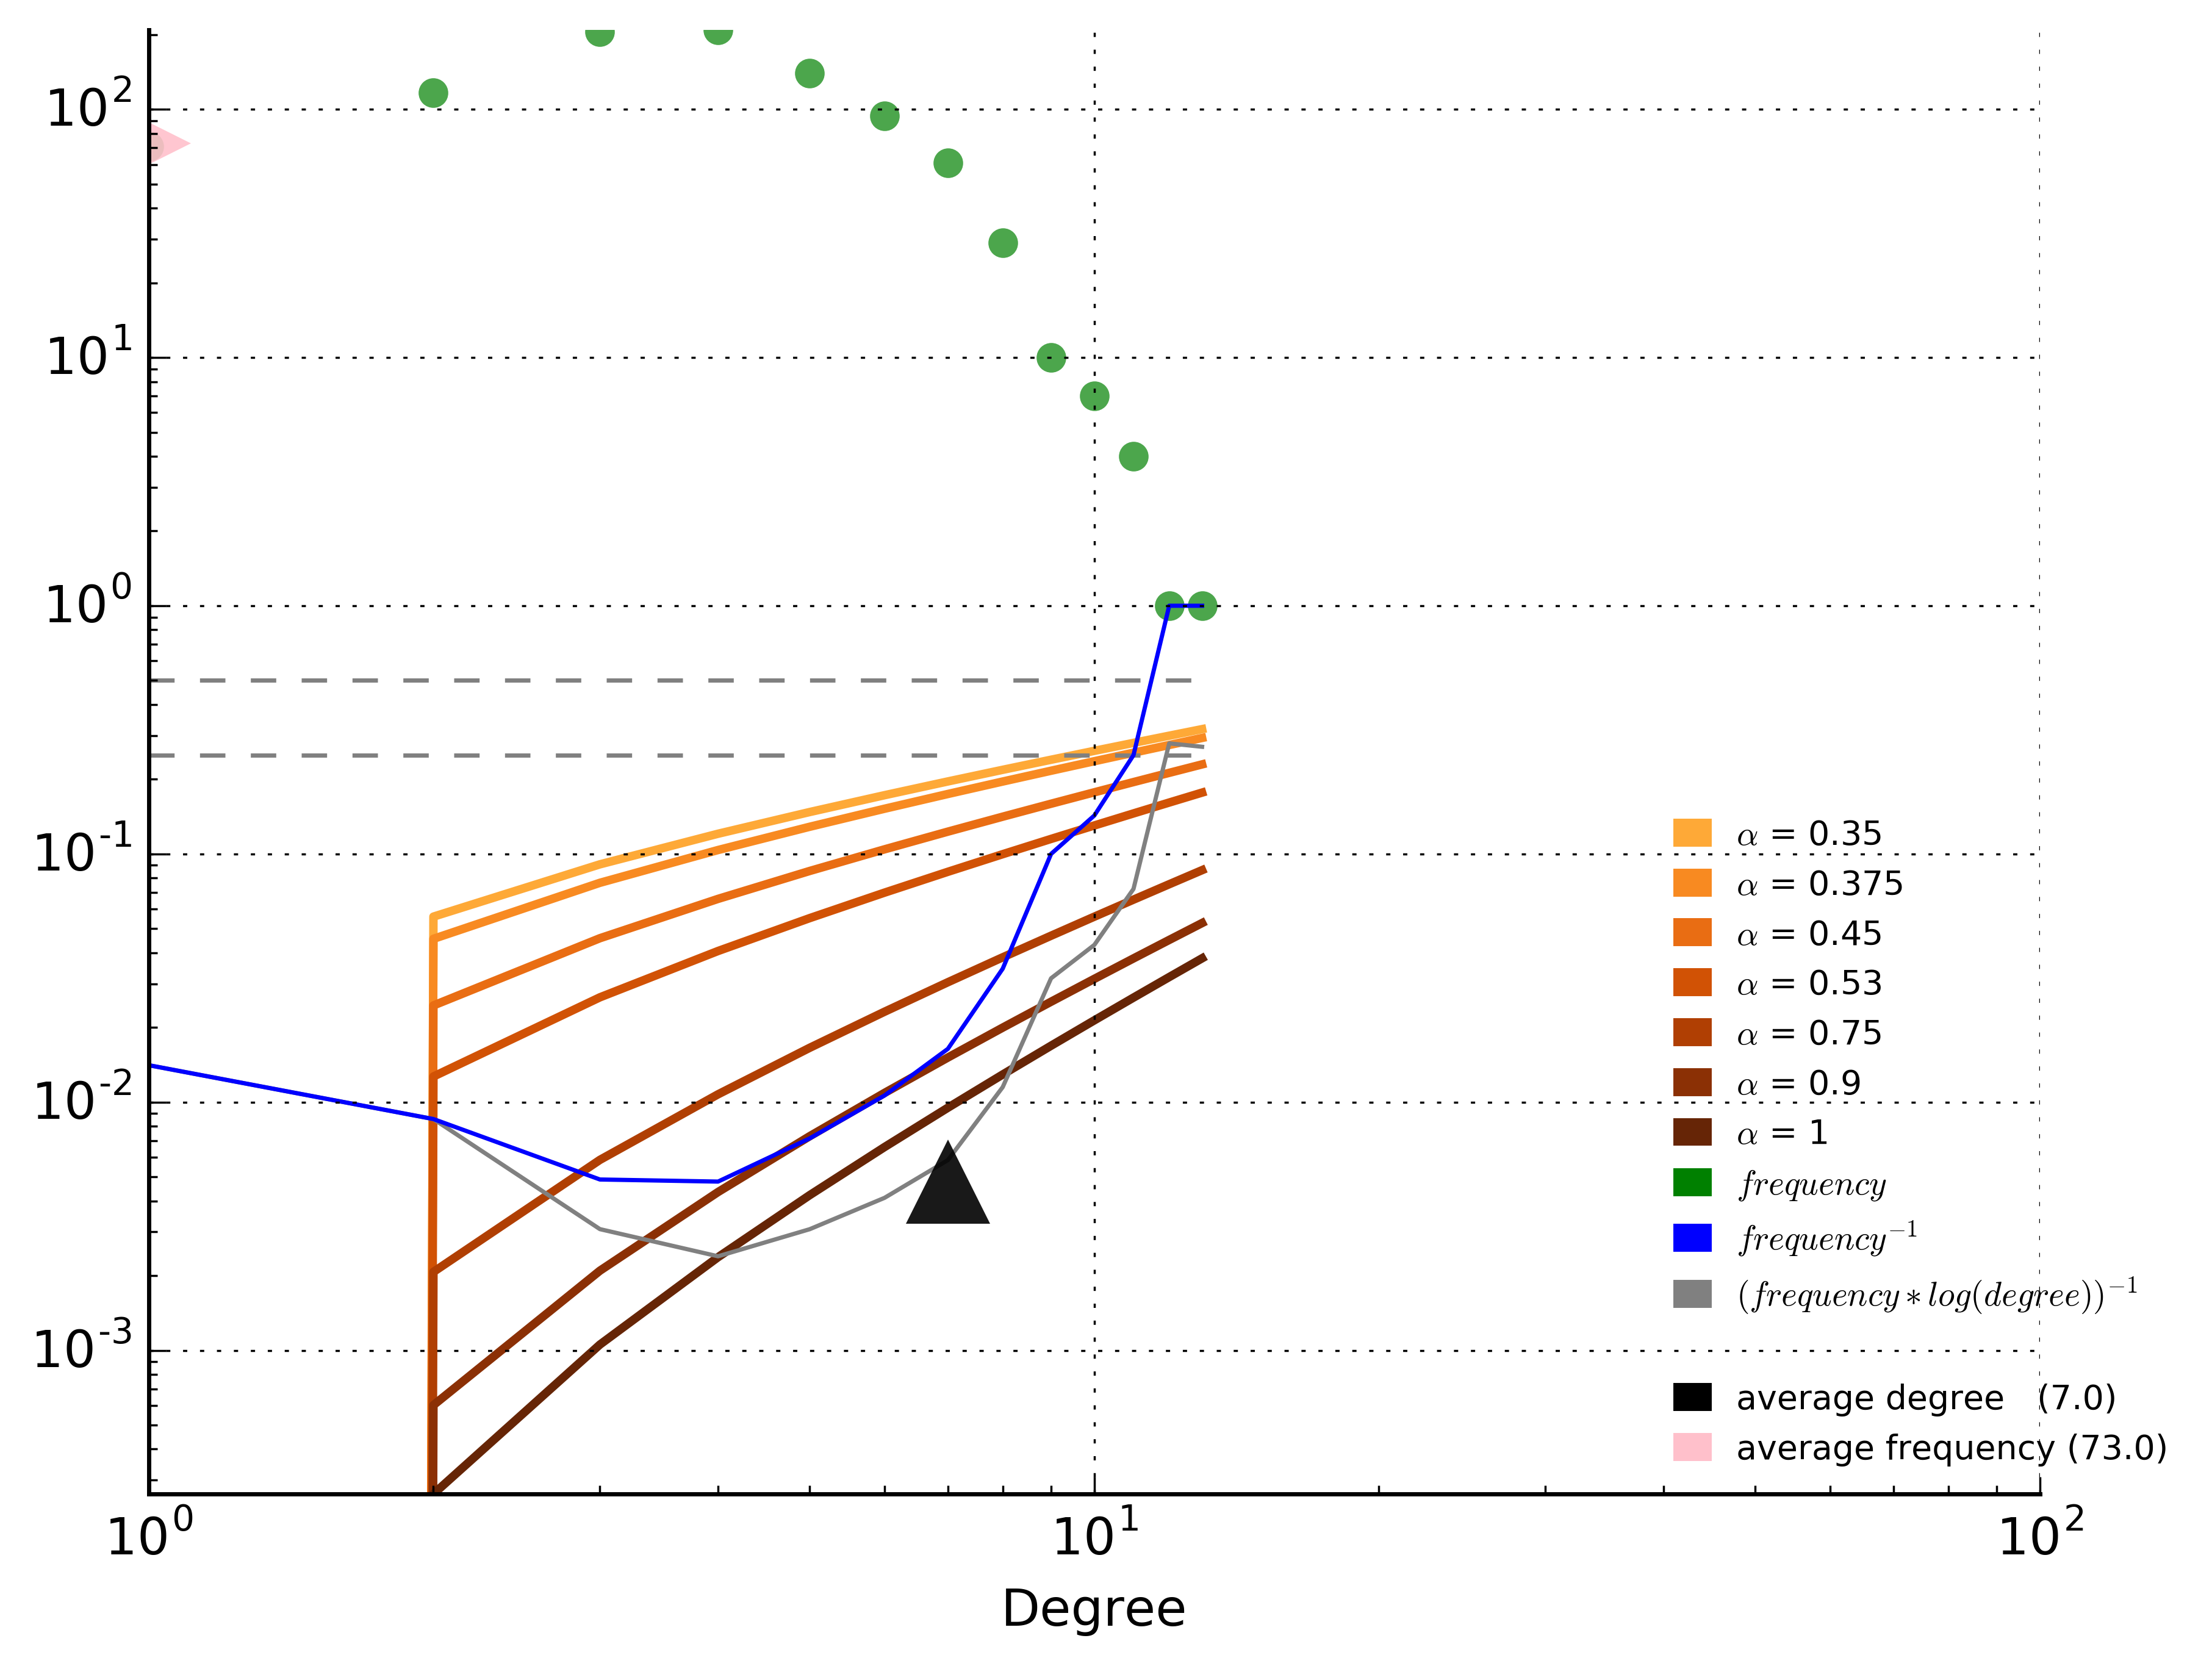 10^2
10^1
10^0
10^-1
10^-2
10^-3
10^0
10^1
10^2
Degree
α = 0.35
α = 0.375
α = 0.45
α = 0.53
α = 0.75
α = 0.9
α = 1
frequency
frequency^−1
(frequency * log(degree))^−1
average degree (7.0)
average frequency (73.0)